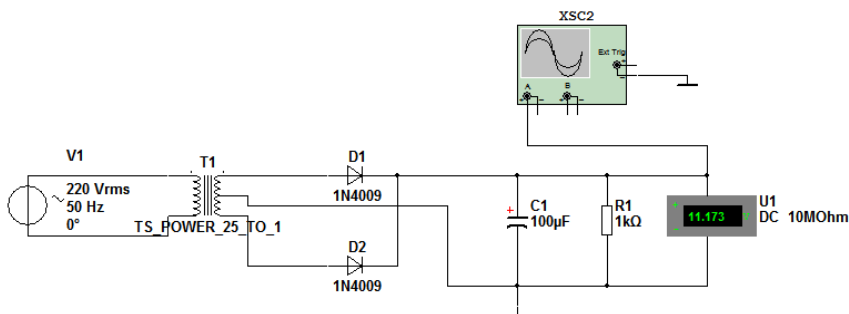 XSC2
Ext Trig
+
−
A
B
+ − + −
V1
220 Vrms
50 Hz
0°
T1
TS_POWER_25_TO_1
D1
1N4009
D2
1N4009
+
C1
100µF
R1
1kΩ
+
-
11.173
V
U1
DC 10MOhm